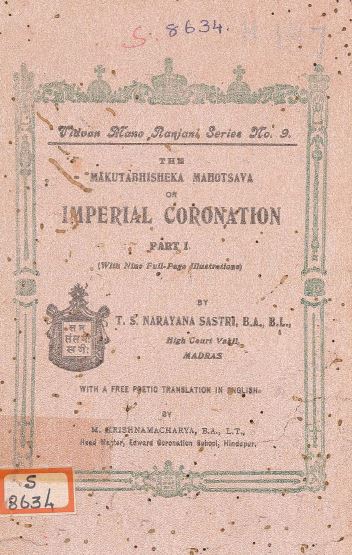 S. 8634.
Vidvan Mano Ranjani Series No. 9.
THE
MAKUTABHISHEKA MAHOTSAVA
OR
IMPERIAL CORONATION
PART I.
(With Nine Full-Page Illustrations)
BY
T. S. NARAYANA SASTRI, B.A., B.L.,
High Court Vakil
MADRAS
WITH A FREE POETIC TRANSLATION IN ENGLISH
BY
M. KRISHNAMACHARYA, B.A., L.T.,
Head Master, Edward Coronation School, Hindupur.
S
8634